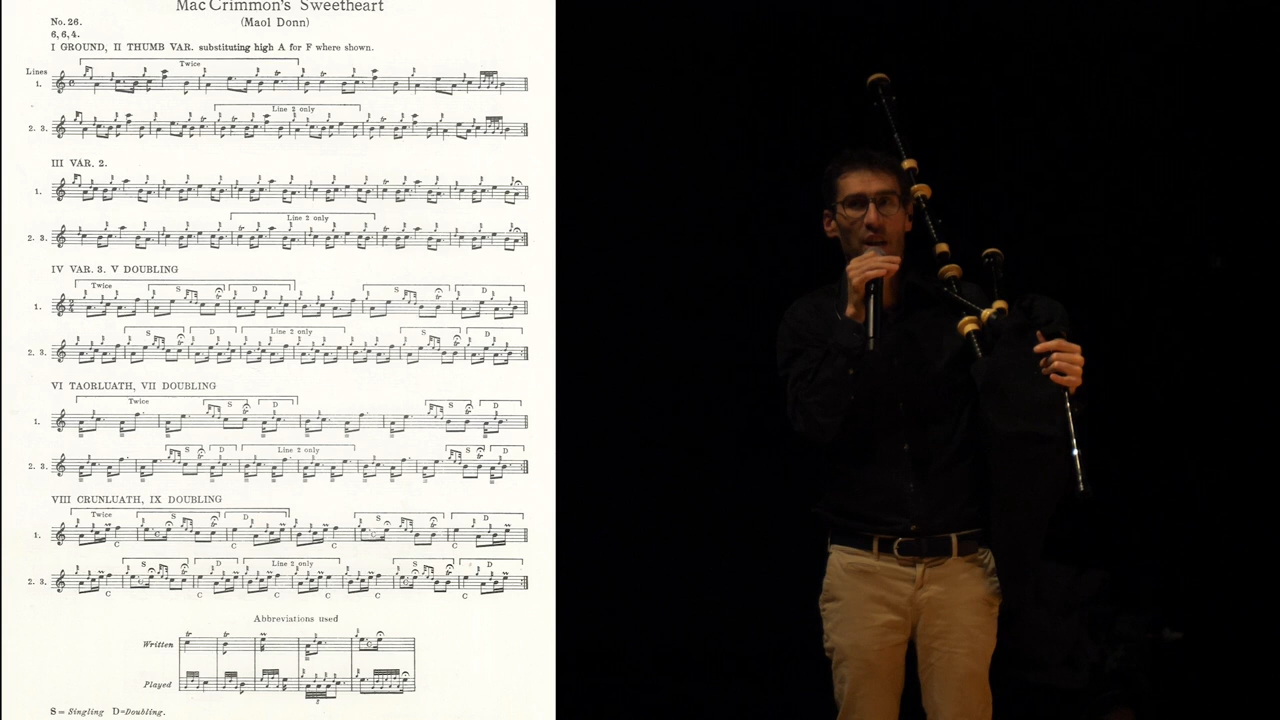 MacCrimmon's Sweetheart
(Maol Donn)
No. 26.
6, 6, 4.
I GROUND, II THUMB VAR. substituting high A for F where shown.
Twice
Lines
1.
Line 2 only
2. 3.
III VAR. 2.
1.
Line 2 only
2. 3.
IV VAR. 3. V DOUBLING
Twice S D S D
1.
S D Line 2 only S D
2. 3.
VI TAORLUATH, VII DOUBLING
Twice S D S D
1.
S D Line 2 only S D
2. 3.
VIII CRUNLUATH, IX DOUBLING
Twice S D S D
1.
C C C C
S D Line 2 only S D
2. 3.
C C C C C
Abbreviations used
Written
Played
S = Singling D=Doubling.